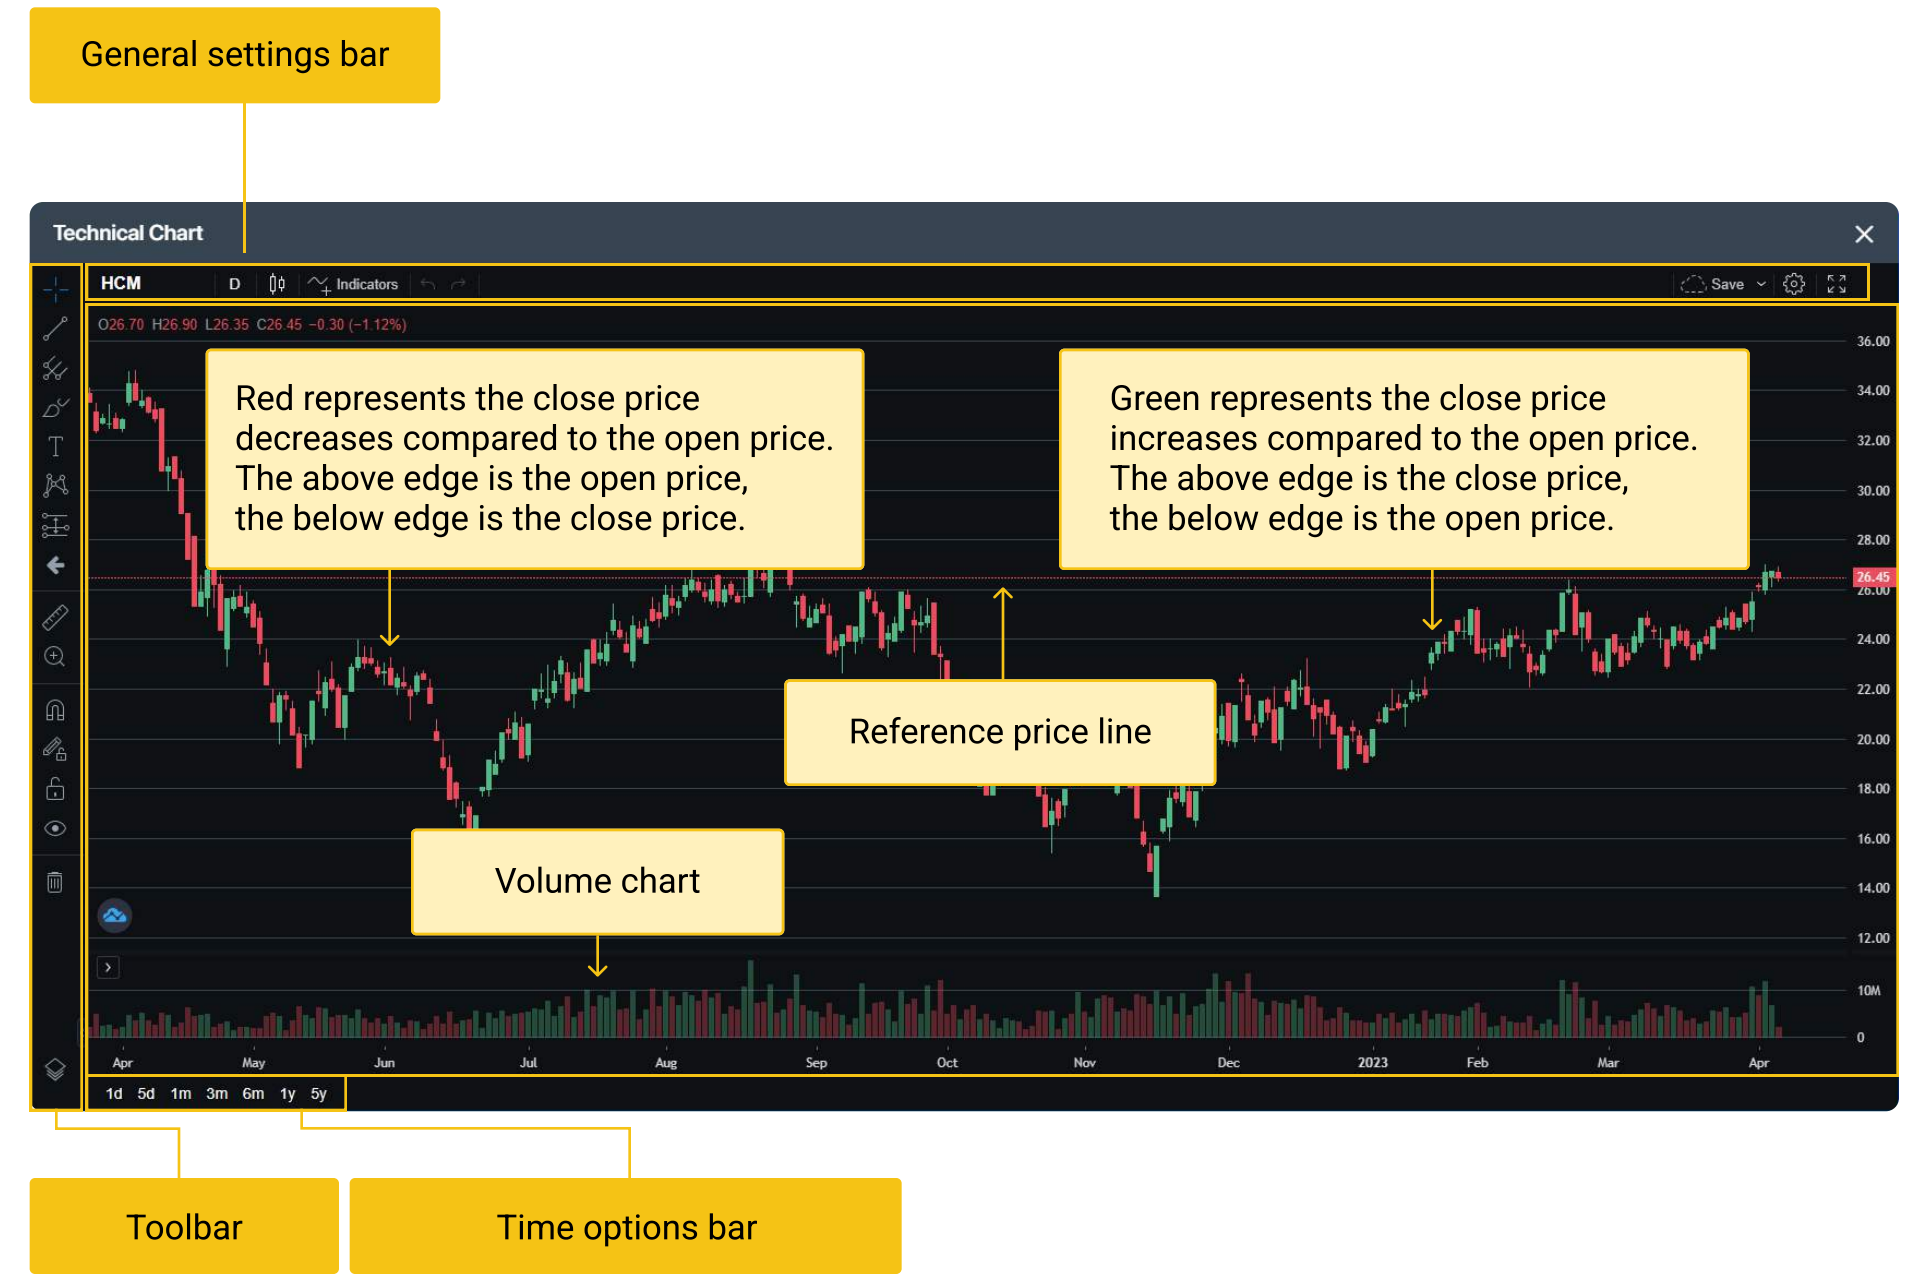 General settings bar
Technical Chart
HCM D Indicators Save
O26.70 H26.90 L26.35 C26.45 −0.30 (−1.12%)
36.00
34.00
32.00
30.00
28.00
26.45
26.00
24.00
22.00
20.00
18.00
16.00
14.00
12.00
10M
0
Red represents the close price
decreases compared to the open price.
The above edge is the open price,
the below edge is the close price.
Green represents the close price
increases compared to the open price.
The above edge is the close price,
the below edge is the open price.
Reference price line
Volume chart
Apr May Jun Jul Aug Sep Oct Nov Dec 2023 Feb Mar Apr
1d 5d 1m 3m 6m 1y 5y
Toolbar
Time options bar